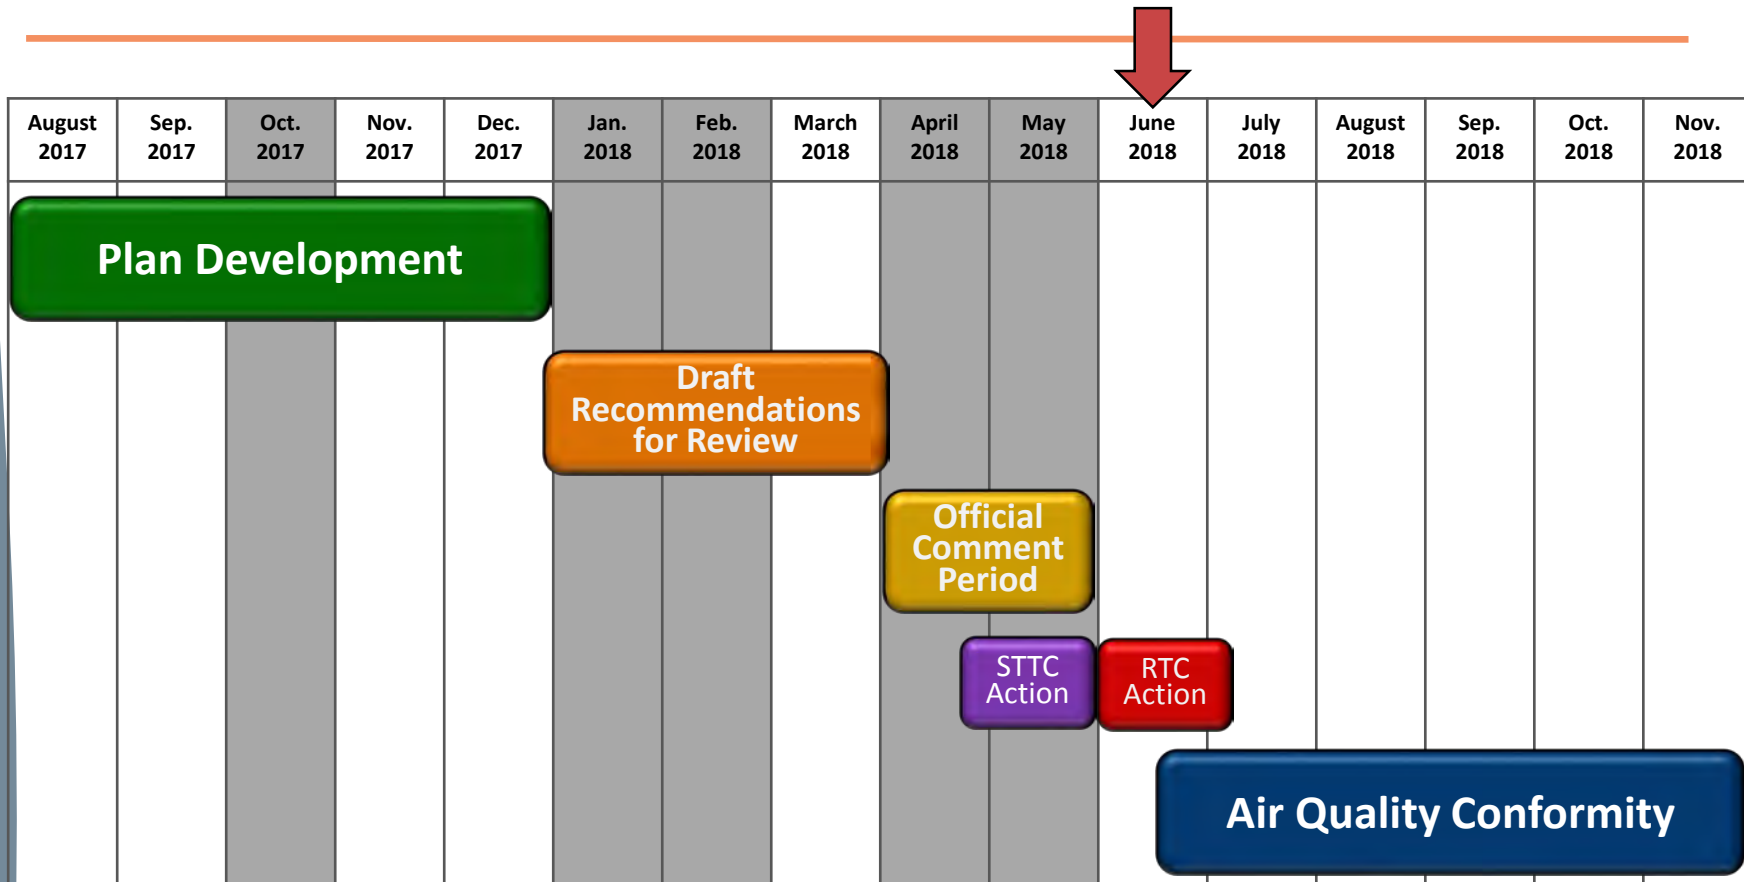 August 2017
Sep. 2017
Oct. 2017
Nov. 2017
Dec. 2017
Jan. 2018
Feb. 2018
March 2018
April 2018
May 2018
June 2018
July 2018
August 2018
Sep. 2018
Oct. 2018
Nov. 2018
Plan Development
Draft
Recommendations
for Review
Official
Comment
Period
STTC
Action
RTC
Action
Air Quality Conformity